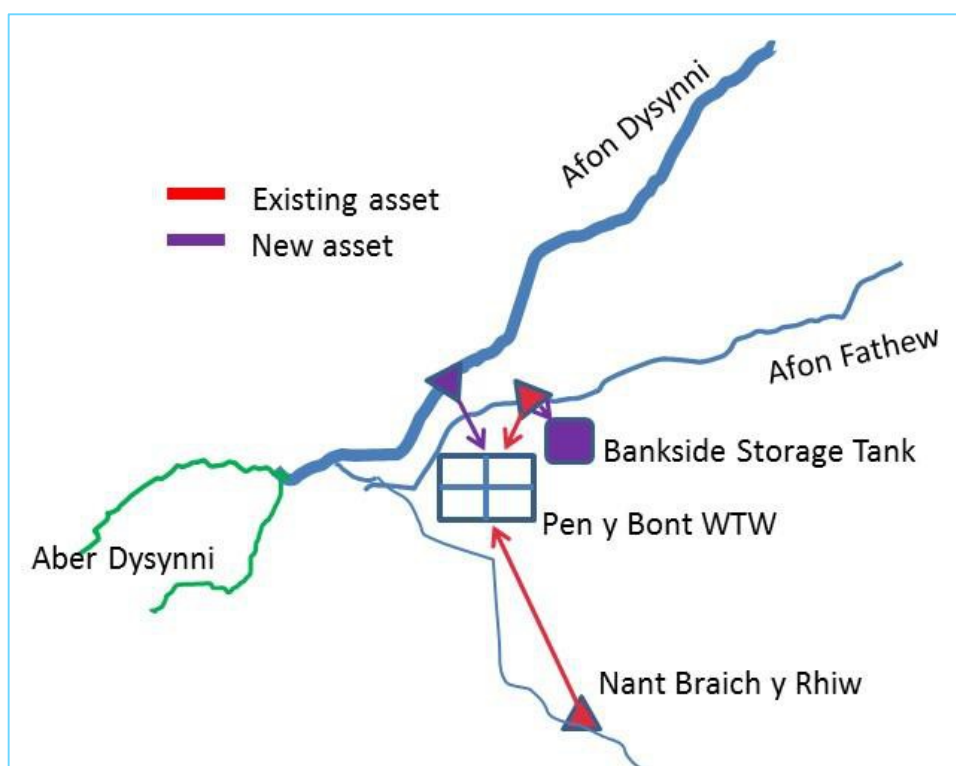 Afon Dysynni
Existing asset
New asset
Afon Fathew
Bankside Storage Tank
Pen y Bont WTW
Aber Dysynni
Nant Braich y Rhiw